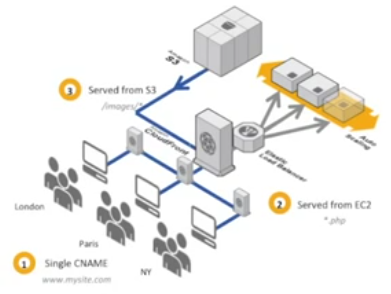 Amazon
S3
3
Served from S3
/images/*
CloudFront
Elastic
Load Balancer
Auto
Scaling
London
Paris
NY
2
Served from EC2
*.php
1
Single CNAME
www.mysite.com